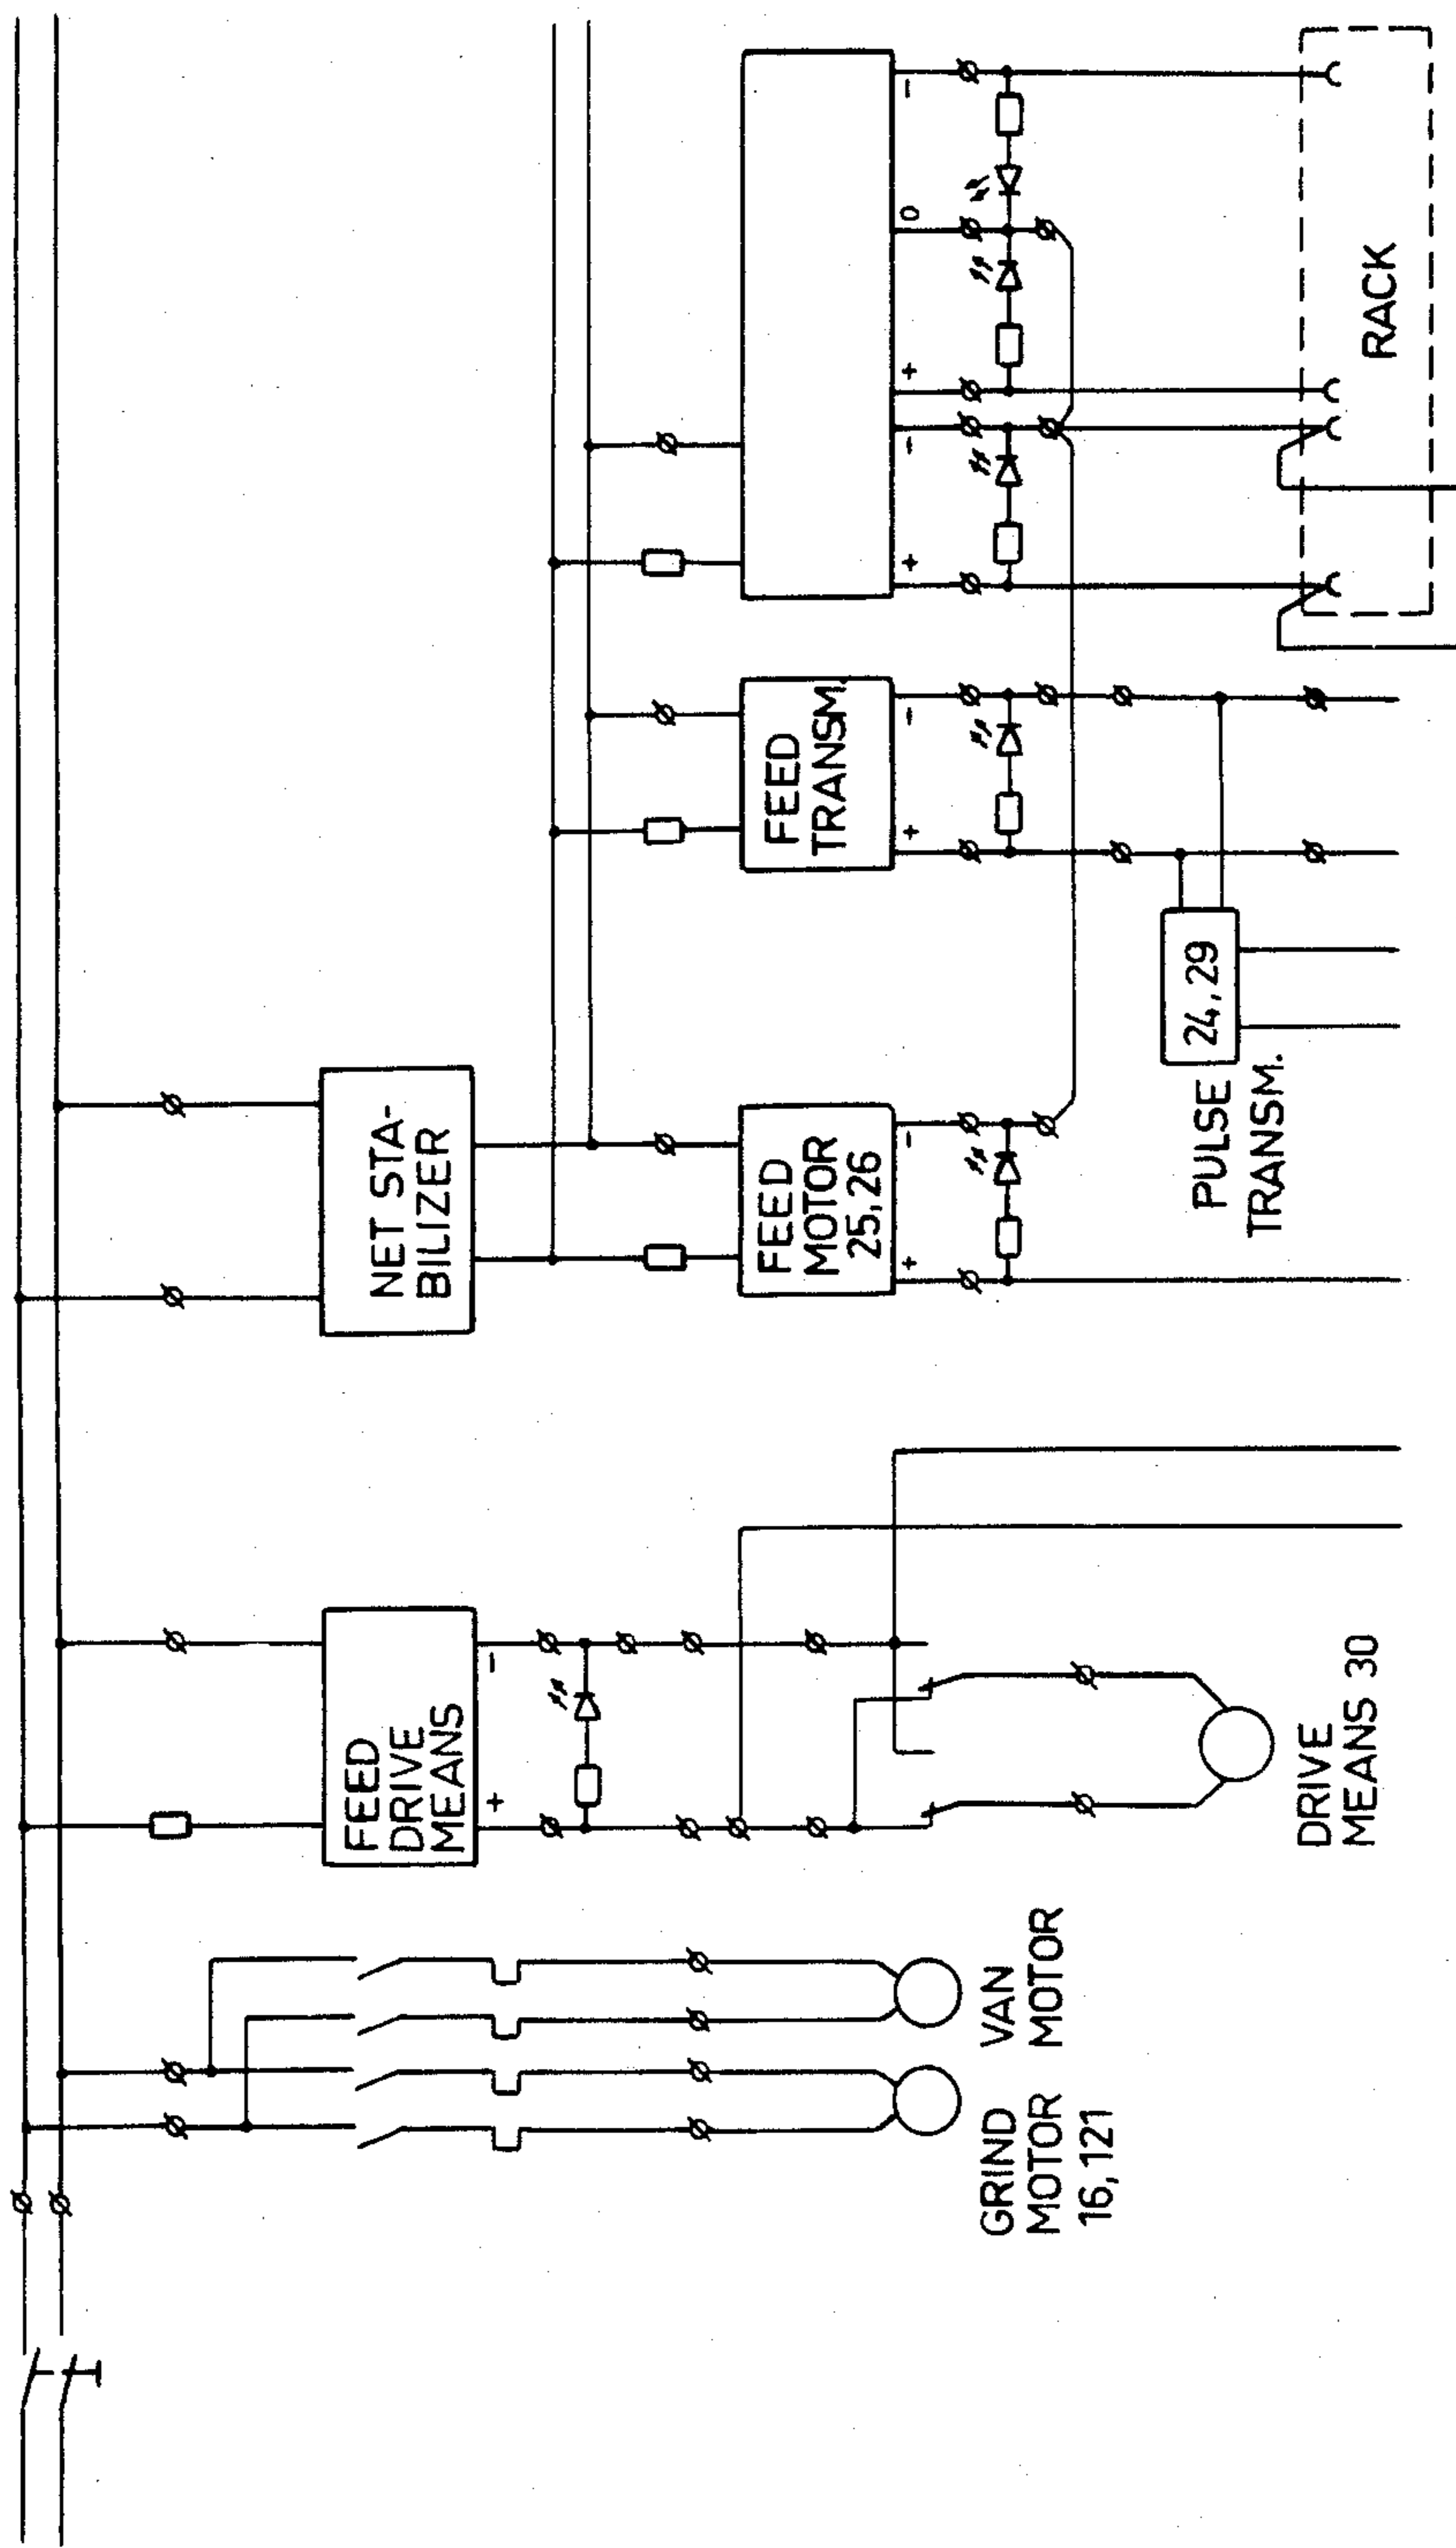 GRIND
MOTOR
16,121
VAN
MOTOR
FEED
DRIVE
MEANS
+
-
DRIVE
MEANS 30
NET STA-
BILIZER
FEED
MOTOR
25,26
+
-
PULSE
TRANSM.
24,29
FEED
TRANSM.
+
-
+
-
+
0
-
RACK